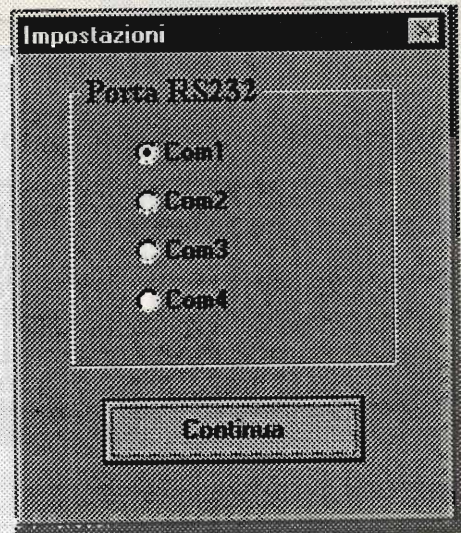 Impostazioni
Porta RS232
Com1
Com2
Com3
Com4
Continua